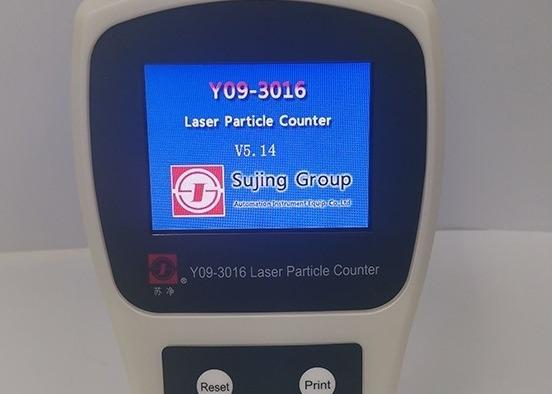 Y09-3016
Laser Particle Counter
V5.14
Sujing Group
Automation Instrument Equip. Co.,Ltd
Y09-3016 Laser Particle Counter
苏净 ®
Reset
Print